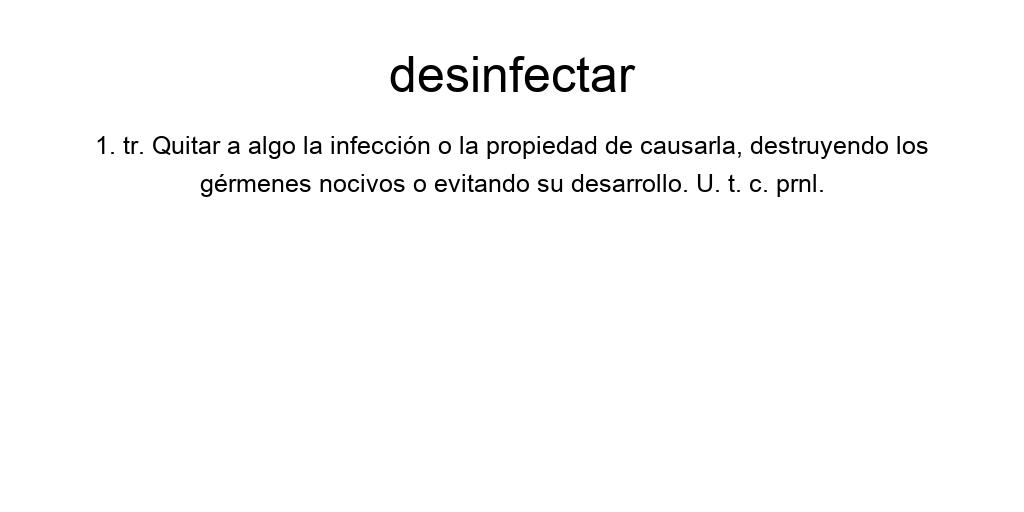 desinfectar
1. tr. Quitar a algo la infección o la propiedad de causarla, destruyendo los
gérmenes nocivos o evitando su desarrollo. U. t. c. prnl.